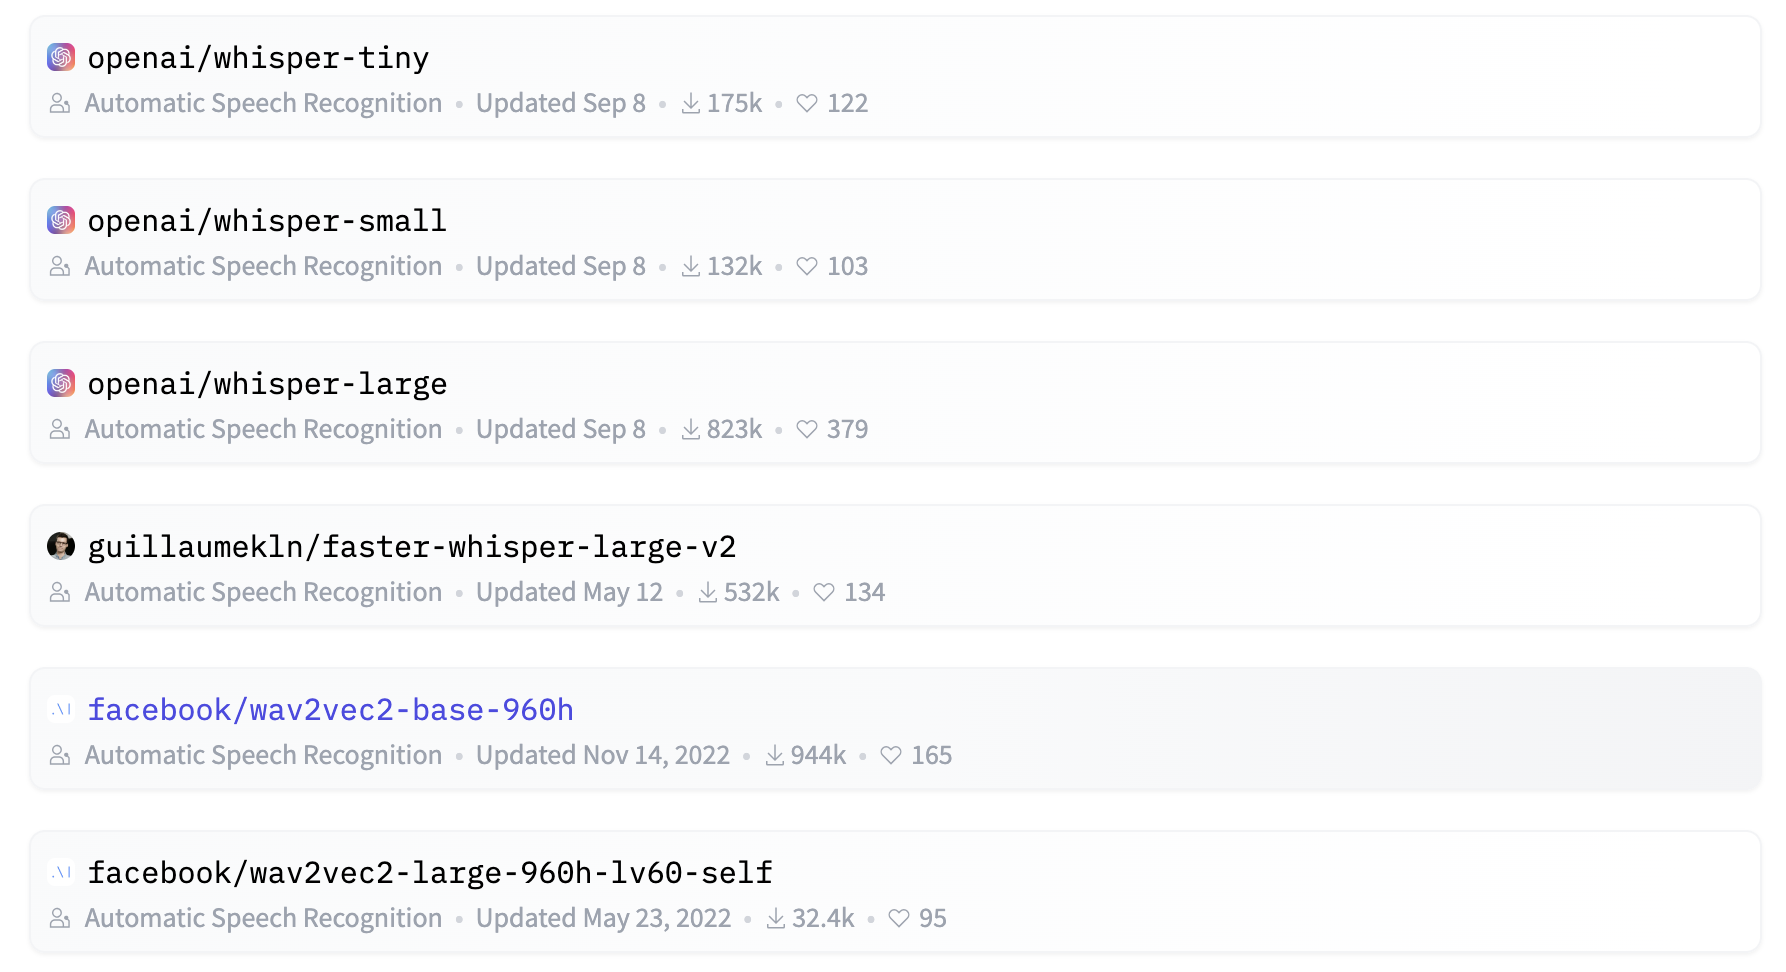 openai/whisper-tiny
Automatic Speech Recognition • Updated Sep 8 • 175k • 122
openai/whisper-small
Automatic Speech Recognition • Updated Sep 8 • 132k • 103
openai/whisper-large
Automatic Speech Recognition • Updated Sep 8 • 823k • 379
guillaumekln/faster-whisper-large-v2
Automatic Speech Recognition • Updated May 12 • 532k • 134
facebook/wav2vec2-base-960h
Automatic Speech Recognition • Updated Nov 14, 2022 • 944k • 165
facebook/wav2vec2-large-960h-lv60-self
Automatic Speech Recognition • Updated May 23, 2022 • 32.4k • 95